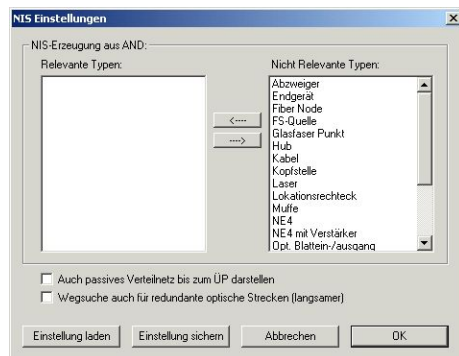 NIS Einstellungen
NIS-Erzeugung aus AND:
Relevante Typen:
Nicht Relevante Typen:
Abzweiger
Endgerät
Fiber Node
FS-Quelle
Glasfaser Punkt
Hub
Kabel
Kopfstelle
Laser
Lokationsrechteck
Muffe
NE4
NE4 mit Verstärker
Opt. Blattein-/ausgang
<----
---->
Auch passives Verteilnetz bis zum ÜP darstellen
Wegsuche auch für redundante optische Strecken (langsamer)
Einstellung laden
Einstellung sichern
Abbrechen
OK